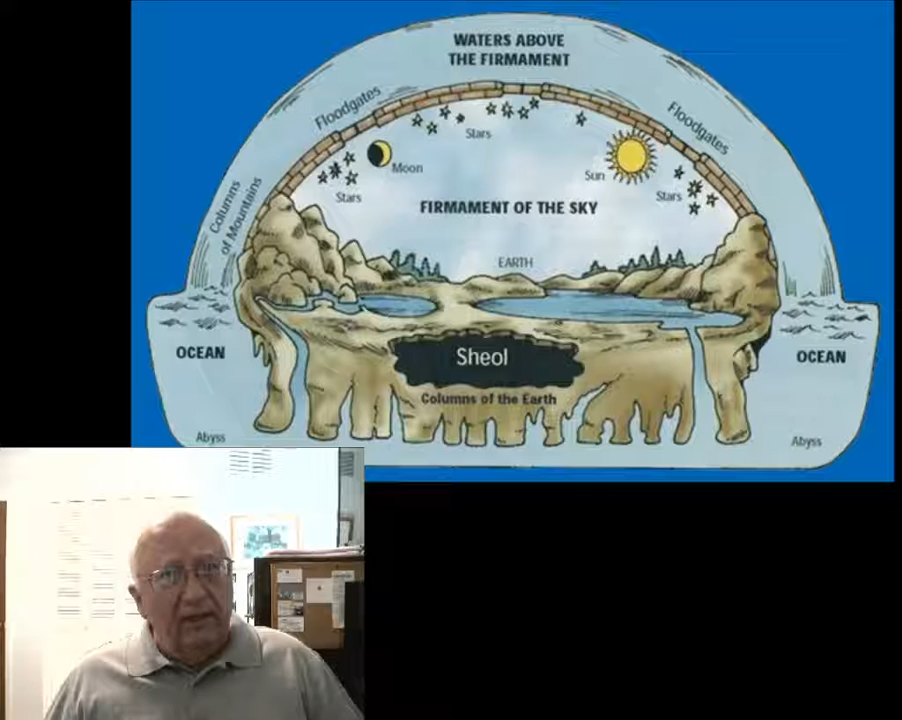 WATERS ABOVE
THE FIRMAMENT
Floodgates
Floodgates
Stars
Moon
Sun
Stars
Stars
Columns
of Mountains
FIRMAMENT OF THE SKY
EARTH
OCEAN
Sheol
OCEAN
Columns of the Earth
Abyss
Abyss